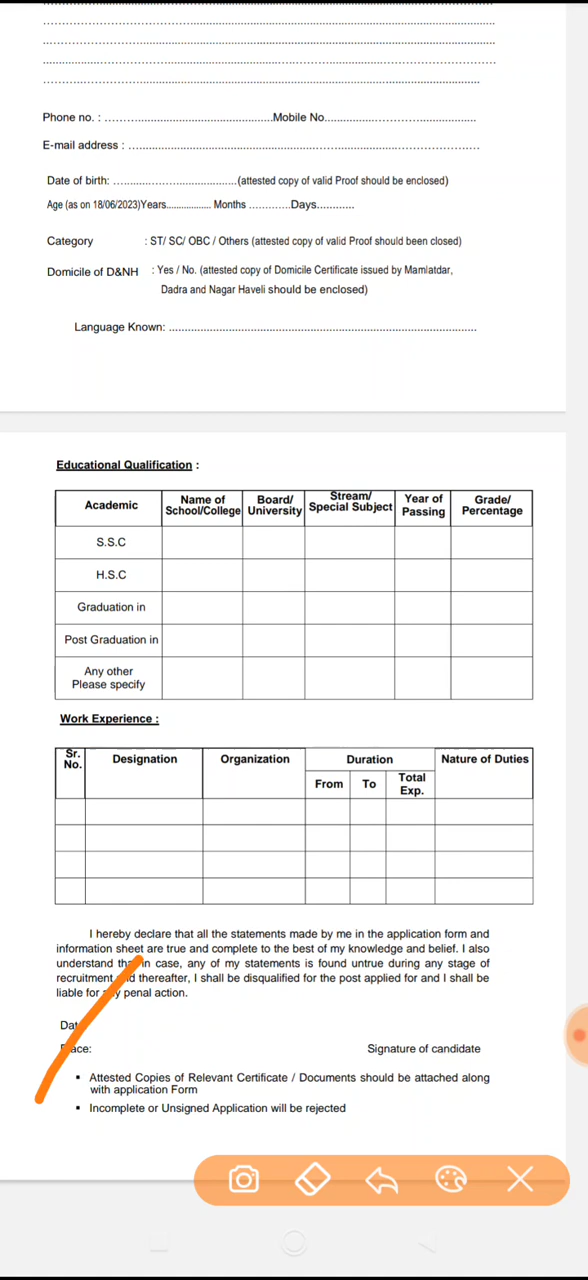 Phone no. : ........................................................Mobile No..................................................
E-mail address : ....................................................................................................................
Date of birth: .........................................(attested copy of valid Proof should be enclosed)
Age (as on 18/06/2023)Years.................. Months ............Days............
Category : ST/ SC/ OBC / Others (attested copy of valid Proof should been closed)
Domicile of D&NH : Yes / No. (attested copy of Domicile Certificate issued by Mamlatdar,
Dadra and Nagar Haveli should be enclosed)
Language Known: ....................................................................................................
Educational Qualification :
Academic Name of School/College Board/ University Stream/ Special Subject Year of Passing Grade/ Percentage
S.S.C
H.S.C
Graduation in
Post Graduation in
Any other
Please specify
Work Experience :
Sr. No. Designation Organization Duration Nature of Duties
From To Total Exp.
I hereby declare that all the statements made by me in the application form and
information sheet are true and complete to the best of my knowledge and belief. I also
understand that in case, any of my statements is found untrue during any stage of
recruitment and thereafter, I shall be disqualified for the post applied for and I shall be
liable for any penal action.
Date
Place: Signature of candidate
▪ Attested Copies of Relevant Certificate / Documents should be attached along
with application Form
▪ Incomplete or Unsigned Application will be rejected